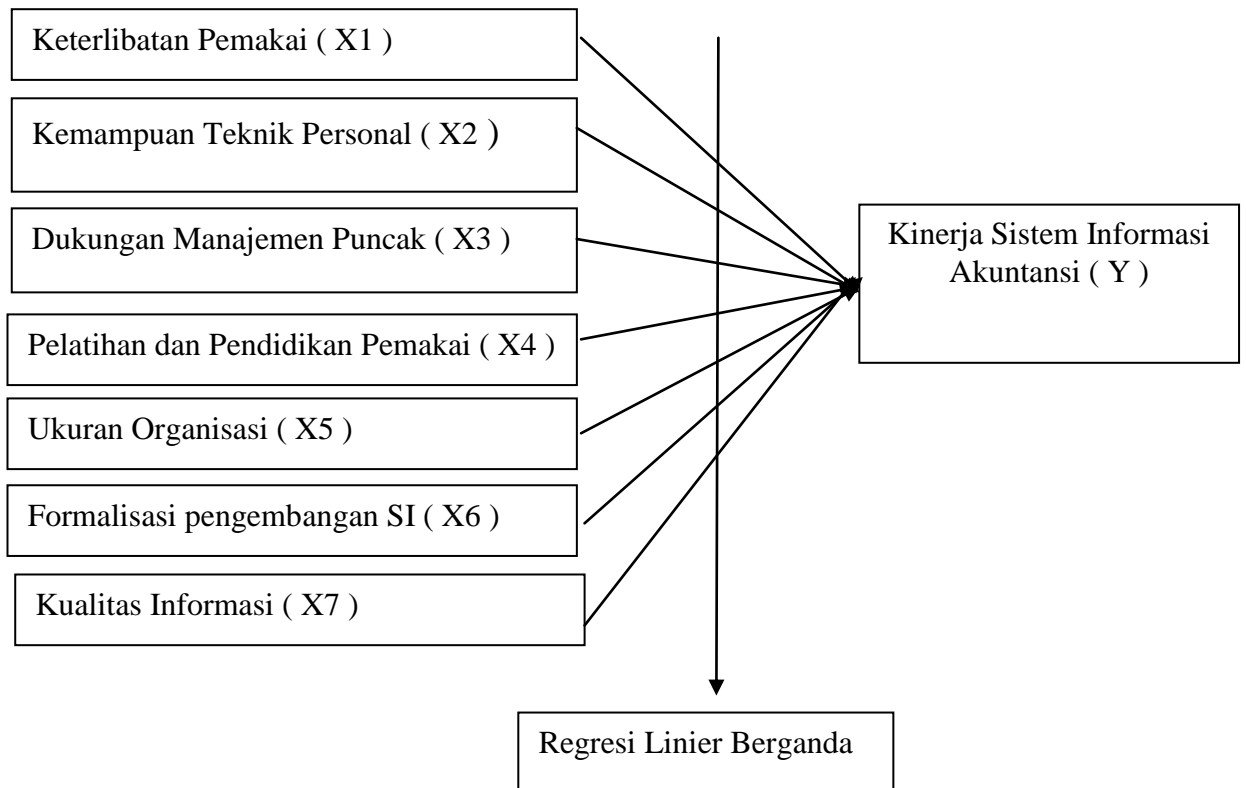 Keterlibatan Pemakai ( X1 )
Kemampuan Teknik Personal ( X2 )
Dukungan Manajemen Puncak ( X3 )
Pelatihan dan Pendidikan Pemakai ( X4 )
Ukuran Organisasi ( X5 )
Formalisasi pengembangan SI ( X6 )
Kualitas Informasi ( X7 )
Kinerja Sistem Informasi
Akuntansi ( Y )
Regresi Linier Berganda